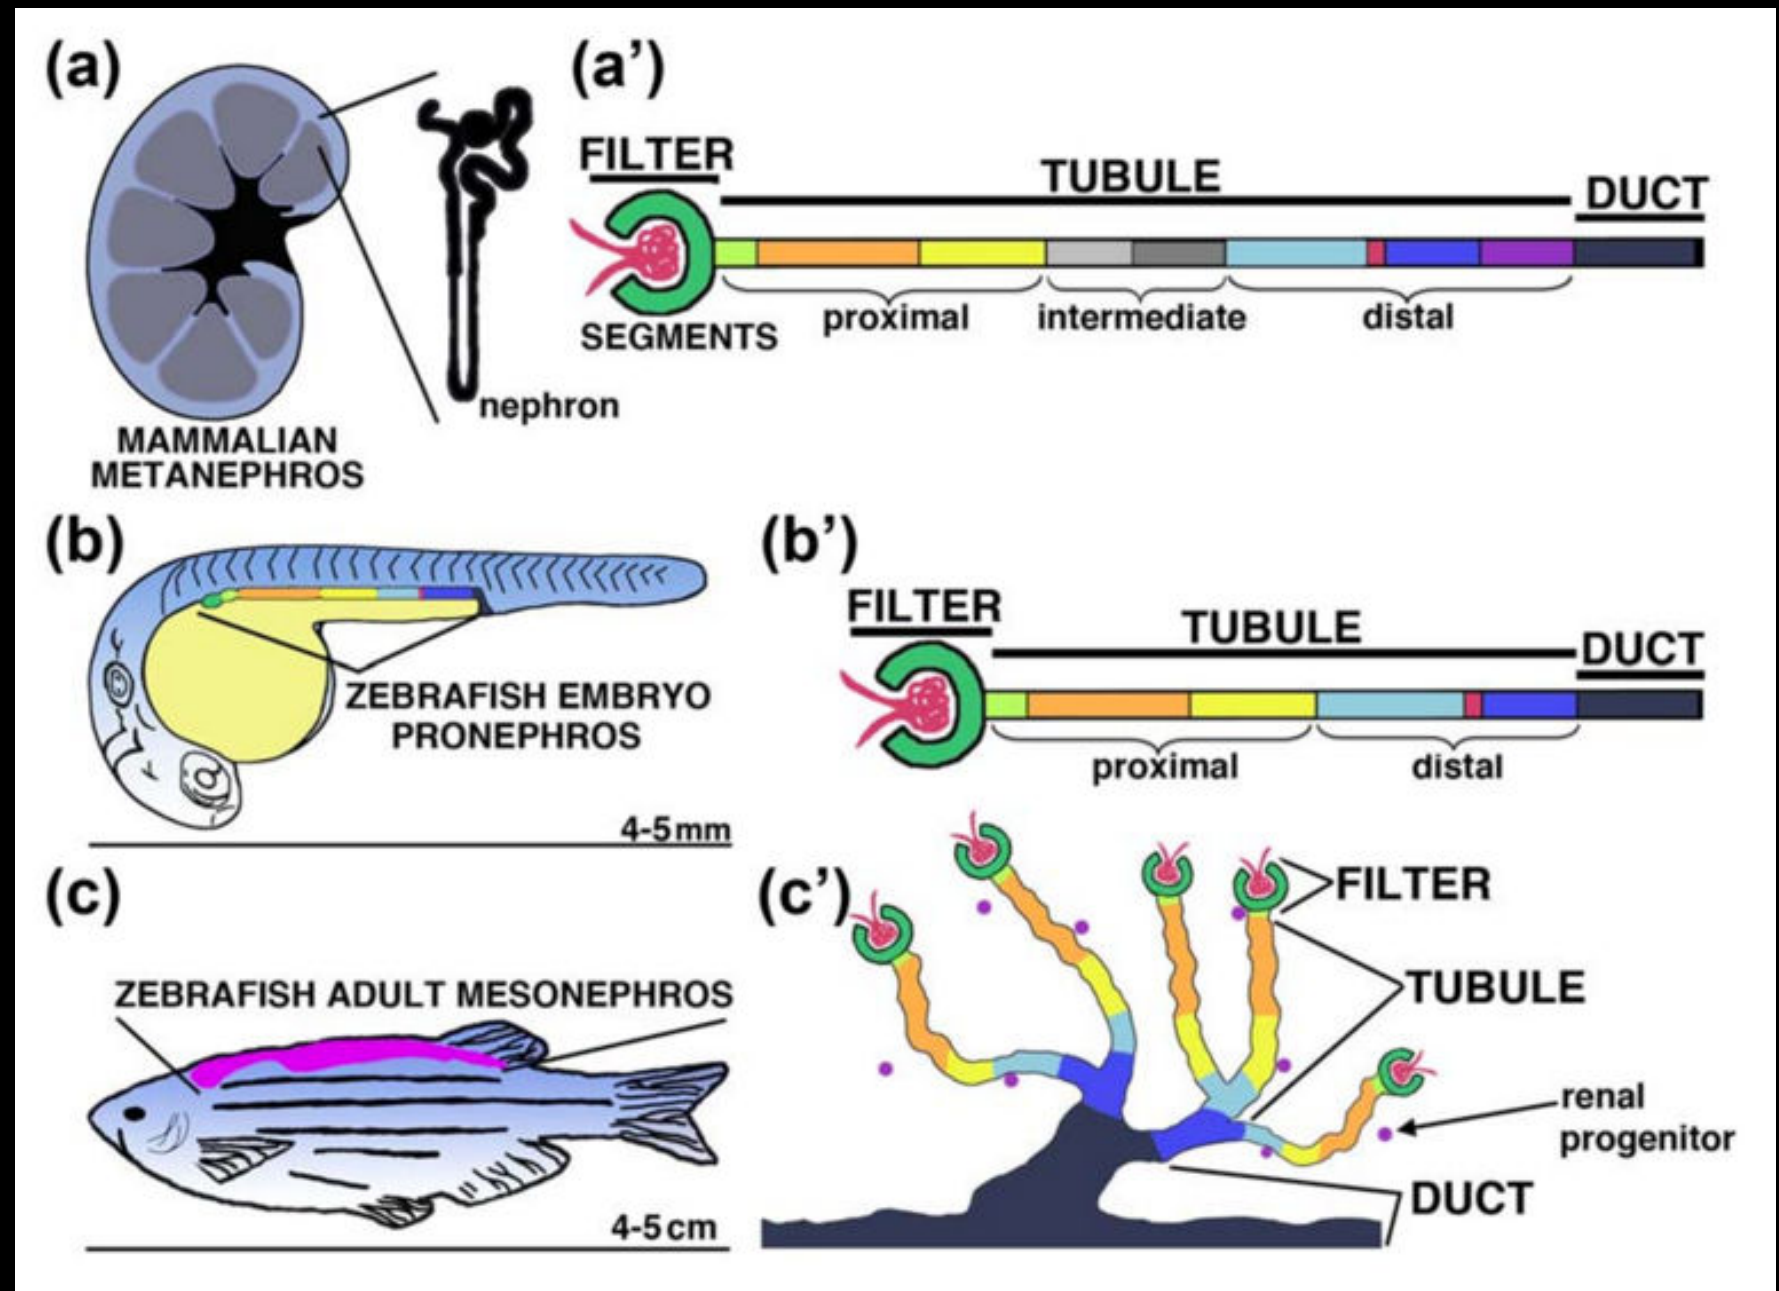 (a)
(a’)
FILTER
TUBULE
DUCT
proximal
intermediate
distal
SEGMENTS
nephron
MAMMALIAN
METANEPHROS
(b)
(b’)
FILTER
TUBULE
DUCT
ZEBRAFISH EMBRYO
PRONEPHROS
proximal
distal
4-5mm
(c)
(c’)
FILTER
ZEBRAFISH ADULT MESONEPHROS
TUBULE
renal
progenitor
DUCT
4-5cm